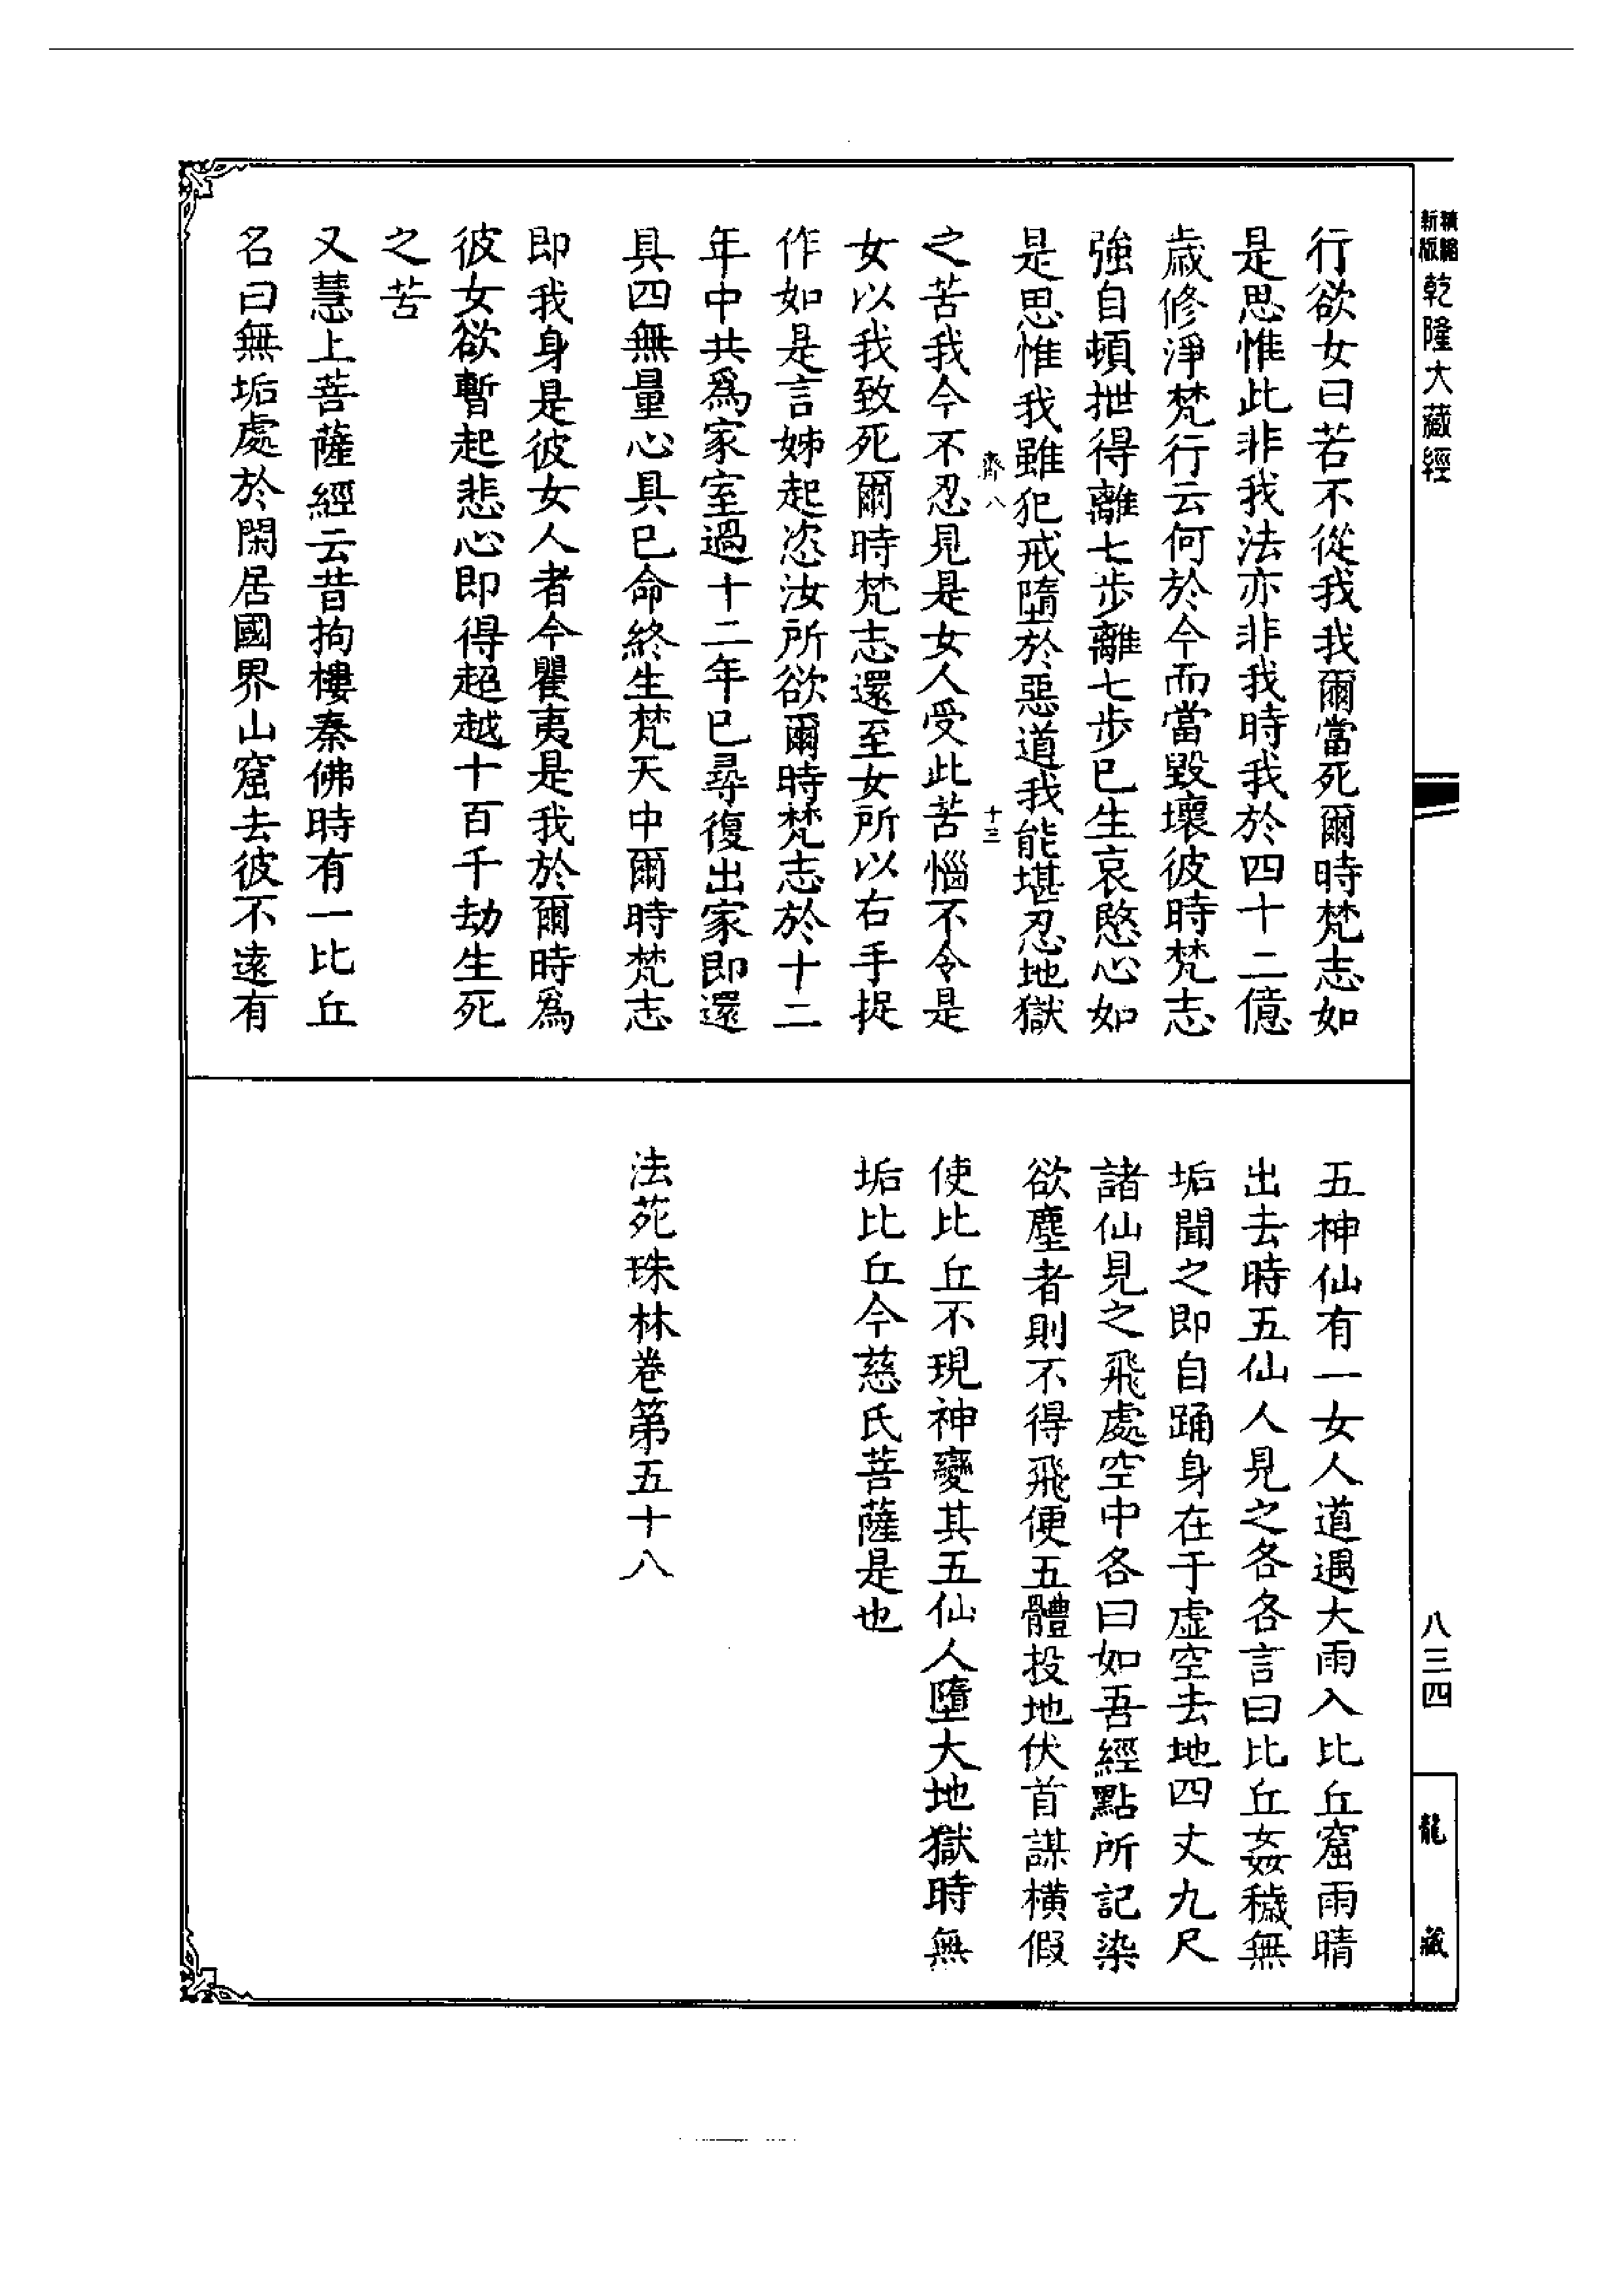 精縮
新版
乾隆大藏經
八三四
龍藏
行欲女曰若不從我我爾當死爾時梵志如
是思惟此非我法亦非我時我於四十二億
歲修淨梵行云何於今而當毀壞彼時梵志
強自頓抴得離七步離七步已生哀愍心如
是思惟我雖犯戒墮於惡道我能堪忍地獄
齊八
十三
之苦我今不忍見是女人受此苦惱不令是
女以我致死爾時梵志還至女所以右手捉
作如是言姊起恣汝所欲爾時梵志於十二
年中共爲家室過十二年已尋復出家即還
具四無量心具已命終生梵天中爾時梵志
即我身是彼女人者今瞿夷是我於爾時爲
彼女欲暫起悲心即得超越十百千劫生死
之苦
又慧上菩薩經云昔拘樓秦佛時有一比丘
名曰無垢處於閑居國界山窟去彼不遠有
五神仙有一女人道遇大雨入比丘窟雨晴
出去時五仙人見之各各言曰比丘姦穢無
垢聞之即自踊身在于虛空去地四丈九尺
諸仙見之飛處空中各曰如吾經點所記染
欲塵者則不得飛便五體投地伏首謀橫假
使比丘不現神變其五仙人墮大地獄時無
垢比丘今慈氏菩薩是也
法苑珠林卷第五十八